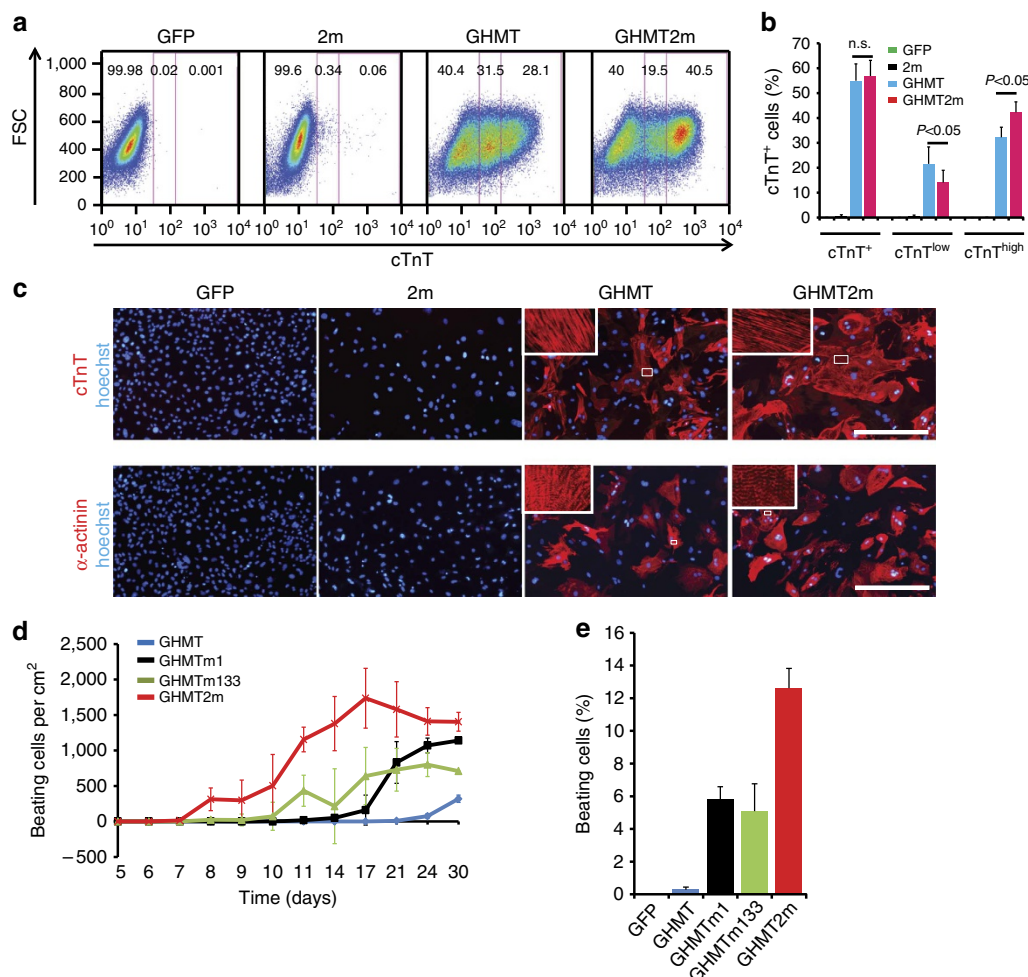 a
GFP 2m GHMT GHMT2m
FSC
1,000
800
600
400
200
0
99.98 0.02 0.001
99.6 0.34 0.06
40.4 31.5 28.1
40 19.5 40.5
10⁰ 10¹ 10² 10³ 10⁴
10⁰ 10¹ 10² 10³ 10⁴
10⁰ 10¹ 10² 10³ 10⁴
10⁰ 10¹ 10² 10³ 10⁴
cTnT
b
cTnT⁺ cells (%)
70
60
50
40
30
20
10
0
GFP
2m
GHMT
GHMT2m
n.s.
P<0.05
P<0.05
cTnT⁺ cTnTˡᵒʷ cTnTʰⁱᵍʰ
c
GFP 2m GHMT GHMT2m
cTnT
hoechst
α-actinin
hoechst
d
Beating cells per cm²
2,500
2,000
1,500
1,000
500
0
−500
GHMT
GHMTm1
GHMTm133
GHMT2m
5 6 7 8 9 10 11 14 17 21 24 30
Time (days)
e
Beating cells (%)
16
14
12
10
8
6
4
2
0
GFP
GHMT
GHMTm1
GHMTm133
GHMT2m